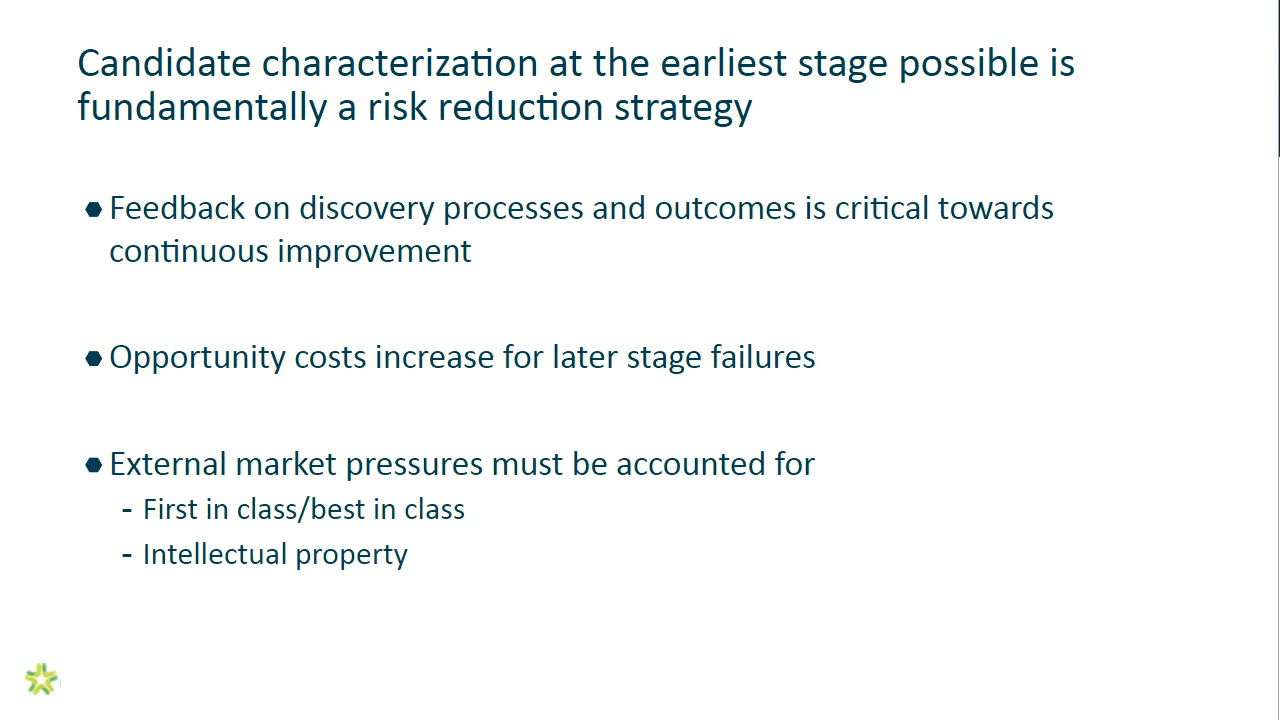 Candidate characterization at the earliest stage possible is
fundamentally a risk reduction strategy
Feedback on discovery processes and outcomes is critical towards
continuous improvement
Opportunity costs increase for later stage failures
External market pressures must be accounted for
- First in class/best in class
- Intellectual property